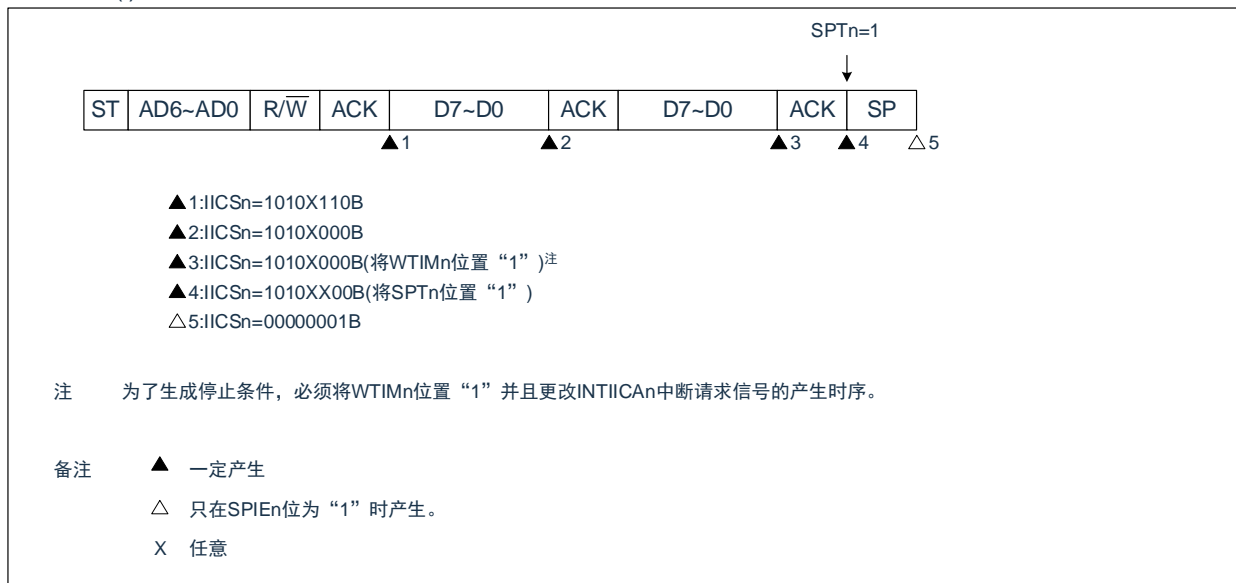 SPTn=1
ST AD6~AD0 R/W̅ ACK D7~D0 ACK D7~D0 ACK SP
▲1 ▲2 ▲3 ▲4 △5
▲1:IICSn=1010X110B
▲2:IICSn=1010X000B
▲3:IICSn=1010X000B(将WTIMn位置“1”)注
▲4:IICSn=1010XX00B(将SPTn位置“1”)
△5:IICSn=00000001B
注 为了生成停止条件，必须将WTIMn位置“1”并且更改INTIICAn中断请求信号的产生时序。
备注 ▲ 一定产生
△ 只在SPIEn位为“1”时产生。
X 任意